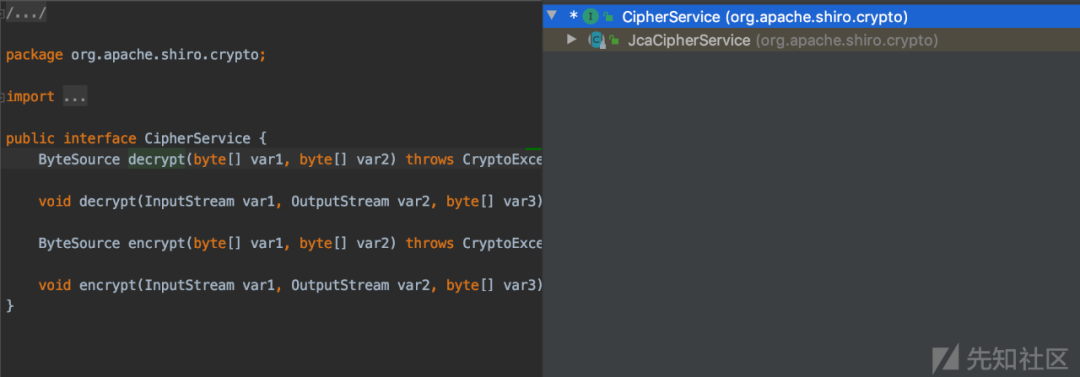 /.../
package org.apache.shiro.crypto;
import ...
public interface CipherService {
ByteSource decrypt(byte[] var1, byte[] var2) throws CryptoExce
void decrypt(InputStream var1, OutputStream var2, byte[] var3)
ByteSource encrypt(byte[] var1, byte[] var2) throws CryptoExce
void encrypt(InputStream var1, OutputStream var2, byte[] var3)
}
* I CipherService (org.apache.shiro.crypto)
C JcaCipherService (org.apache.shiro.crypto)
先知社区